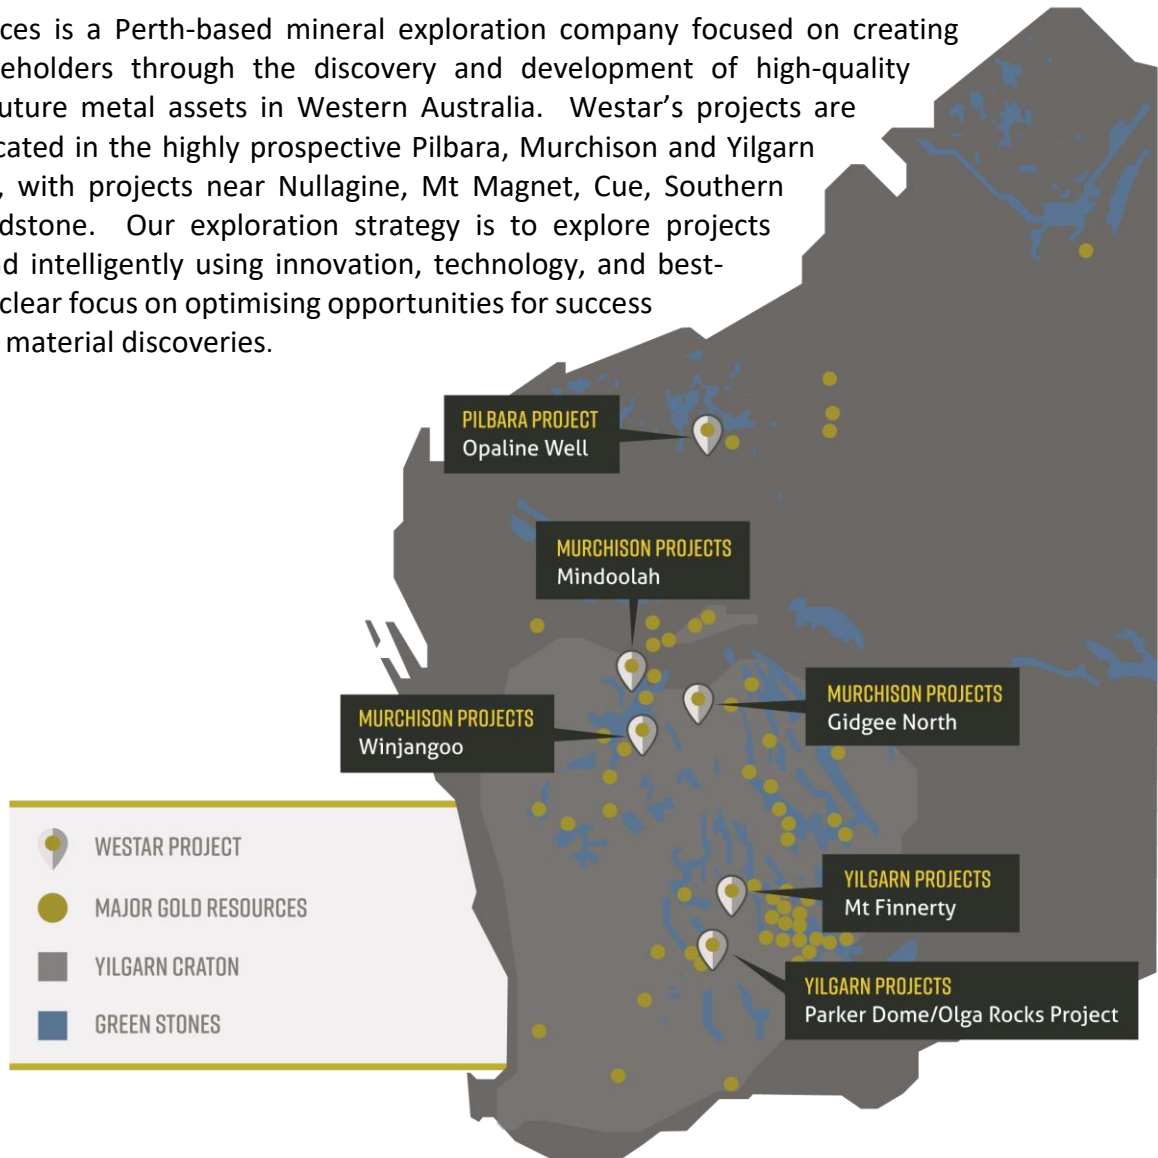 ces is a Perth-based mineral exploration company focused on creating
eholders through the discovery and development of high-quality
uture metal assets in Western Australia. Westar's projects are
cated in the highly prospective Pilbara, Murchison and Yilgarn
, with projects near Nullagine, Mt Magnet, Cue, Southern
dstone. Our exploration strategy is to explore projects
d intelligently using innovation, technology, and best-
clear focus on optimising opportunities for success
material discoveries.
PILBARA PROJECT
Opaline Well
MURCHISON PROJECTS
Mindoolah
MURCHISON PROJECTS
Gidgee North
MURCHISON PROJECTS
Winjangoo
WESTAR PROJECT
MAJOR GOLD RESOURCES
YILGARN CRATON
GREEN STONES
YILGARN PROJECTS
Mt Finnerty
YILGARN PROJECTS
Parker Dome/Olga Rocks Project